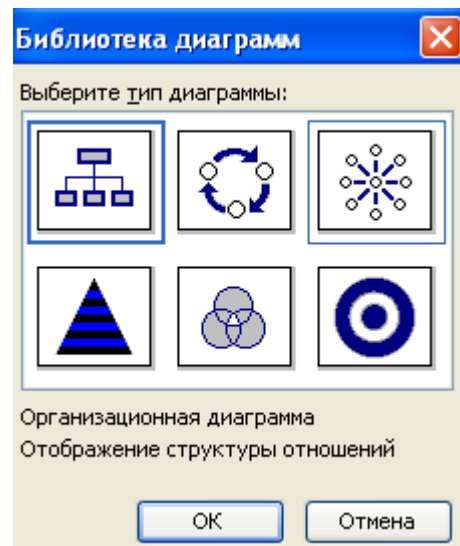 Библиотека диаграмм
Выберите тип диаграммы:
Организационная диаграмма
Отображение структуры отношений
ОК
Отмена